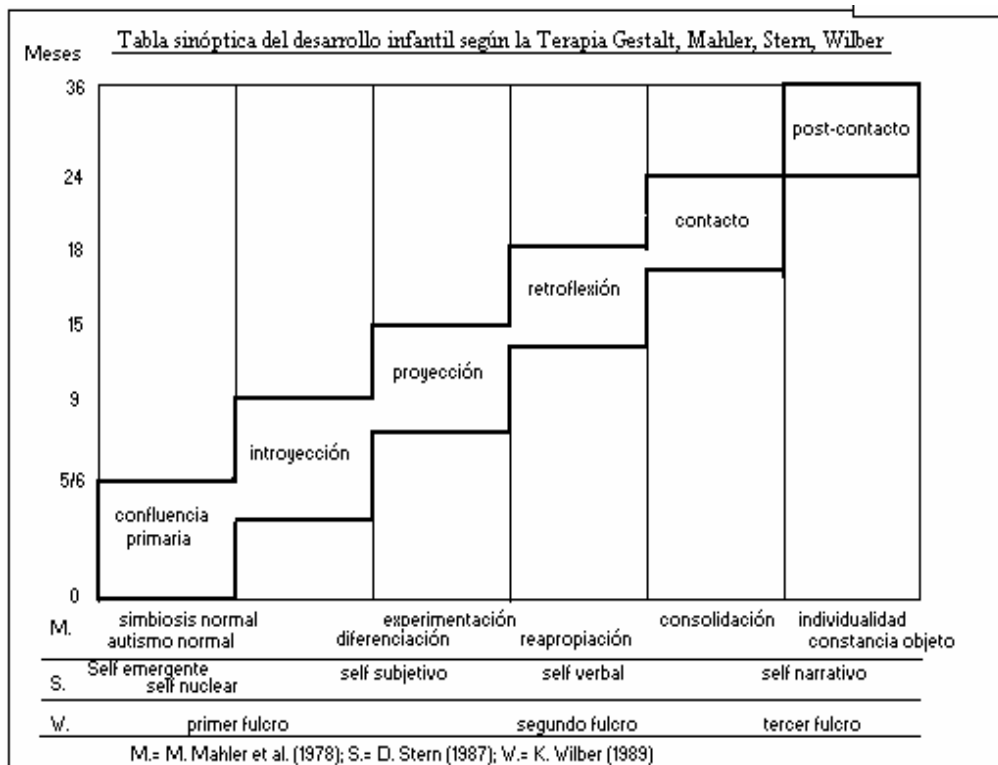 Tabla sinóptica del desarrollo infantil según la Terapia Gestalt, Mahler, Stern, Wilber
Meses
36
post-contacto
24
contacto
18
retroflexión
15
proyección
9
introyección
5/6
confluencia
primaria
0
M.
simbiosis normal
autismo normal
experimentación
diferenciación
reapropiación
consolidación
individualidad
constancia objeto
S.
Self emergente
self nuclear
self subjetivo
self verbal
self narrativo
W.
primer fulcro
segundo fulcro
tercer fulcro
M.= M. Mahler et al. (1978); S.= D. Stern (1987); W.= K. Wilber (1989)